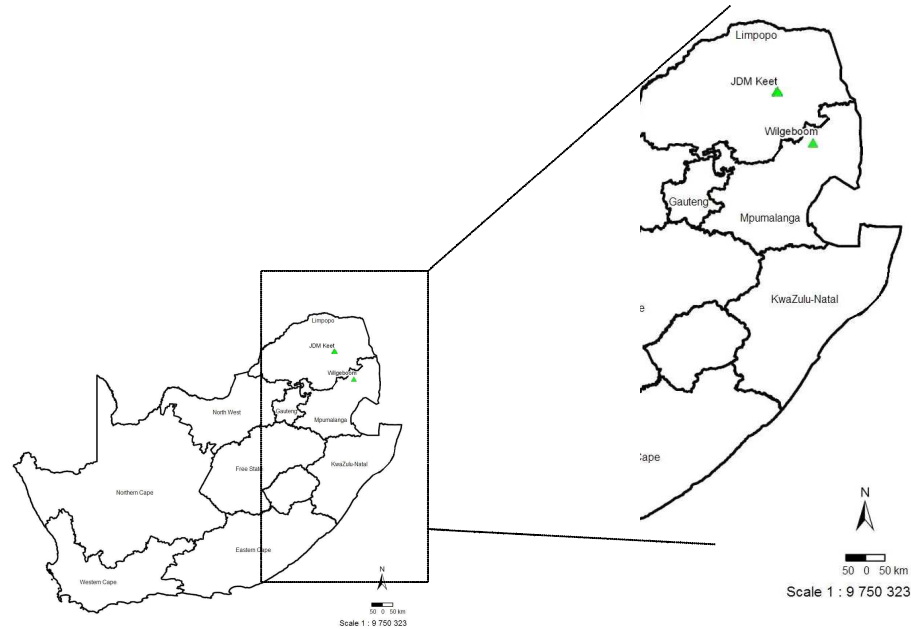 Limpopo
JDM Keet
Wilgeboom
Gauteng
Mpumalanga
KwaZulu-Natal
e
Cape
N
50 0 50 km
Scale 1 : 9 750 323
Limpopo
JDM Keet
Wilgeboom
North West
Gauteng
Mpumalanga
Free State
KwaZulu-Natal
Northern Cape
Eastern Cape
Western Cape
N
50 0 50 km
Scale 1 : 9 750 323